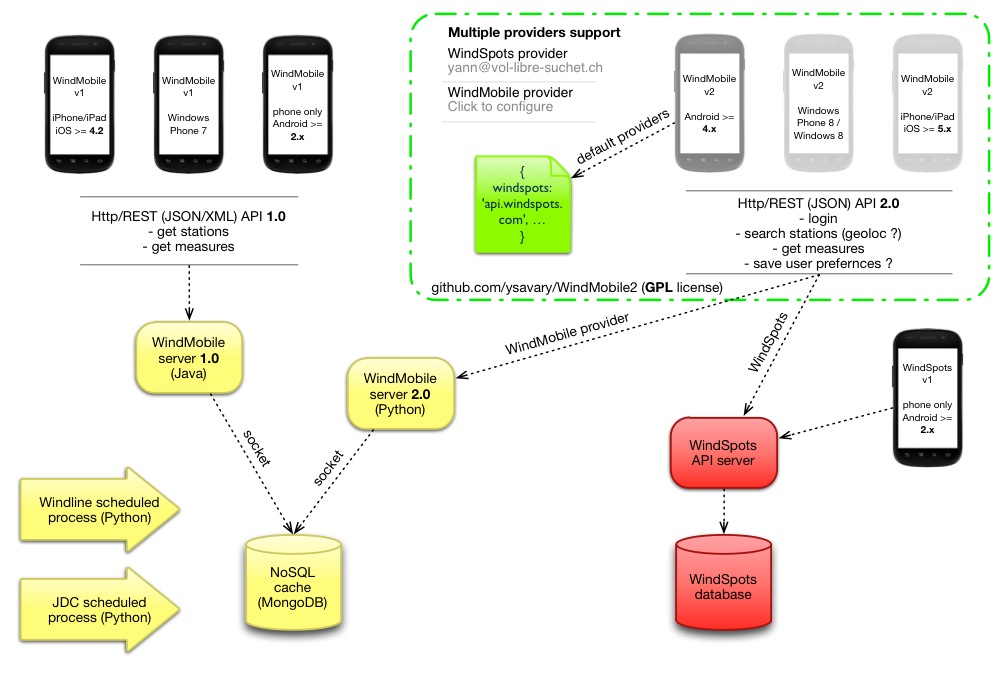 WindMobile
v1
iPhone/iPad
iOS >= 4.2
WindMobile
v1
Windows
Phone 7
WindMobile
v1
phone only
Android >=
2.x
Multiple providers support
WindSpots provider
yann@vol-libre-suchet.ch
WindMobile provider
Click to configure
WindMobile
v2
Android >=
4.x
WindMobile
v2
Windows
Phone 8 /
Windows 8
WindMobile
v2
iPhone/iPad
iOS >= 5.x
default providers
{
windspots:
'api.windspots.
com', ...
}
Http/REST (JSON/XML) API 1.0
- get stations
- get measures
Http/REST (JSON) API 2.0
- login
- search stations (geoloc ?)
- get measures
- save user prefernces ?
github.com/ysavary/WindMobile2 (GPL license)
WindMobile provider
WindSpots
WindMobile
server 1.0
(Java)
WindMobile
server 2.0
(Python)
WindSpots
v1
phone only
Android >=
2.x
socket
socket
WindSpots
API server
Windline scheduled
process (Python)
JDC scheduled
process (Python)
NoSQL
cache
(MongoDB)
WindSpots
database